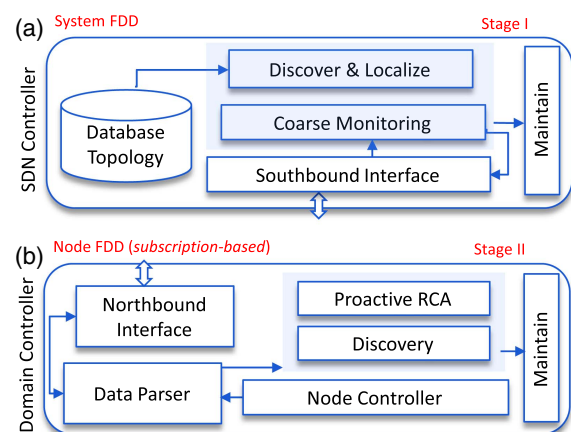 (a)
System FDD
Stage I
SDN Controller
Discover & Localize
Database
Topology
Coarse Monitoring
Southbound Interface
Maintain
(b)
Node FDD (subscription-based)
Stage II
Domain Controller
Northbound
Interface
Proactive RCA
Discovery
Data Parser
Node Controller
Maintain